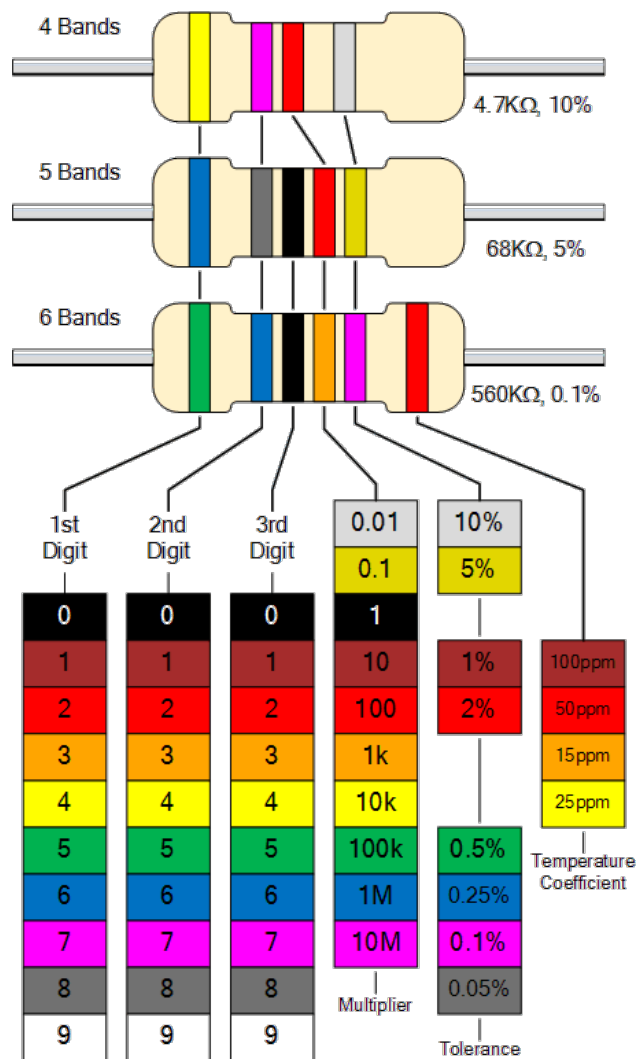 4 Bands
4.7KΩ, 10%
5 Bands
68KΩ, 5%
6 Bands
560KΩ, 0.1%
1st
Digit
2nd
Digit
3rd
Digit
0
1
2
3
4
5
6
7
8
9
0
1
2
3
4
5
6
7
8
9
0
1
2
3
4
5
6
7
8
9
0.01
0.1
1
10
100
1k
10k
100k
1M
10M
Multiplier
10%
5%
1%
2%
0.5%
0.25%
0.1%
0.05%
Tolerance
100ppm
50ppm
15ppm
25ppm
Temperature
Coefficient